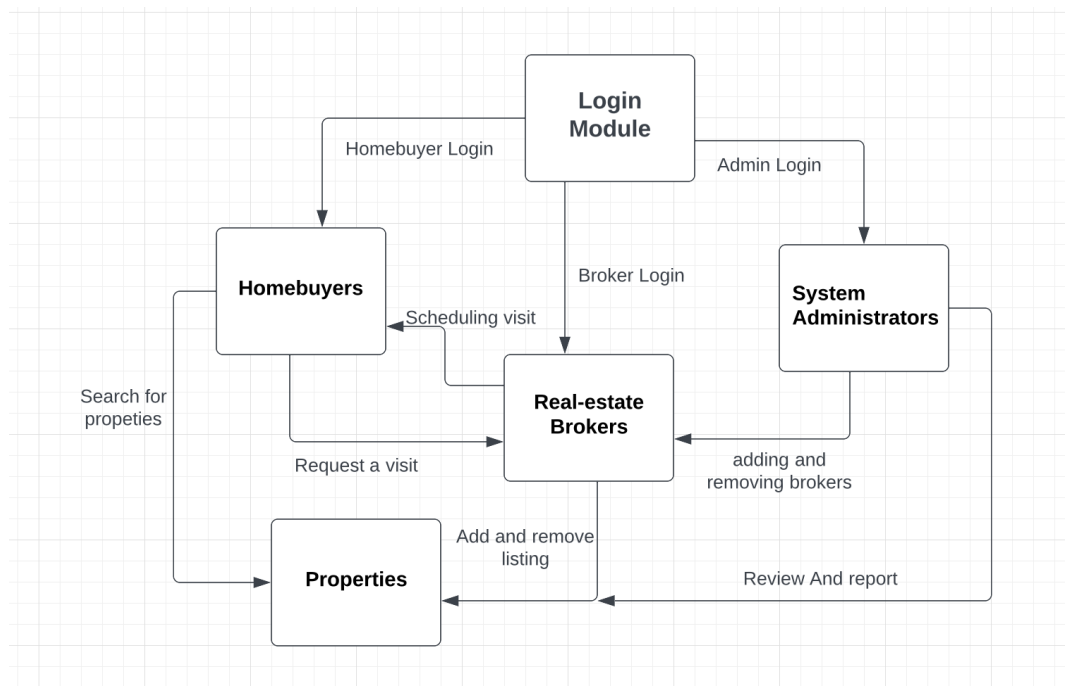 Login
Module
Homebuyer Login
Admin Login
Broker Login
Homebuyers
System
Administrators
Scheduling visit
Search for
propeties
Real-estate
Brokers
Request a visit
adding and
removing brokers
Add and remove
listing
Properties
Review And report